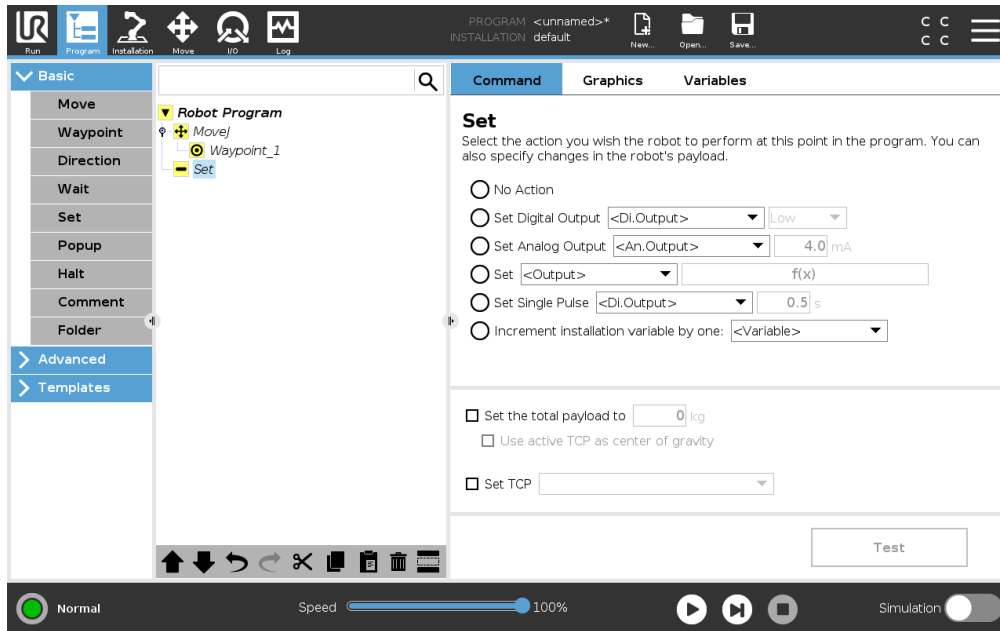 PROGRAM <unnamed>*
INSTALLATION default
UR
Run
Program
Installation
Move
I/O
Log
New...
Open...
Save...
C C
C C
Basic
Move
Waypoint
Direction
Wait
Set
Popup
Halt
Comment
Folder
Advanced
Templates
Robot Program
MoveJ
Waypoint_1
Set
Command Graphics Variables
Set
Select the action you wish the robot to perform at this point in the program. You can
also specify changes in the robot's payload.
No Action
Set Digital Output <Di.Output> Low
Set Analog Output <An.Output> 4.0 mA
Set <Output> f(x)
Set Single Pulse <Di.Output> 0.5 s
Increment installation variable by one: <Variable>
Set the total payload to 0 kg
Use active TCP as center of gravity
Set TCP
Test
Normal
Speed 100%
Simulation